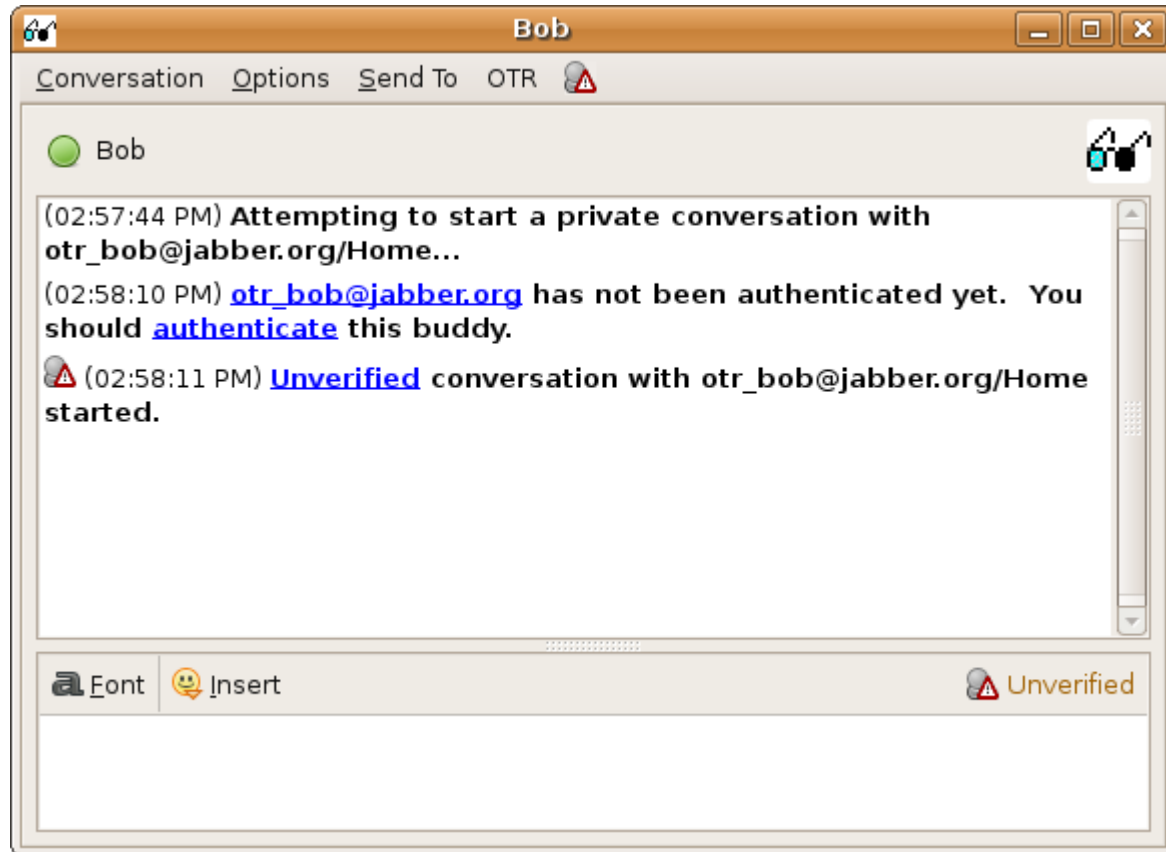 Bob
Conversation Options Send To OTR
Bob
(02:57:44 PM) Attempting to start a private conversation with
otr_bob@jabber.org/Home...
(02:58:10 PM) otr_bob@jabber.org has not been authenticated yet.  You
should authenticate this buddy.
(02:58:11 PM) Unverified conversation with otr_bob@jabber.org/Home
started.
Font Insert Unverified